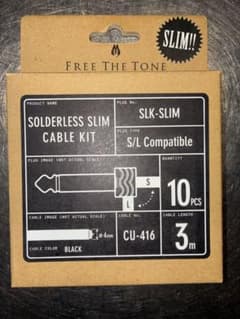 SLIM!!
FREE THE TONE
PRODUCT NAME
SOLDERLESS SLIM
CABLE KIT
PLUG No.
SLK-SLIM
PLUG TYPE
S/L Compatible
PLUG IMAGE (NOT ACTUAL SCALE)
S
L
QUANTITY
10 PCS
CABLE IMAGE (NOT ACTUAL SCALE)
Φ4mm
CABLE COLOR
BLACK
CABLE No.
CU-416
CABLE LENGTH
3m